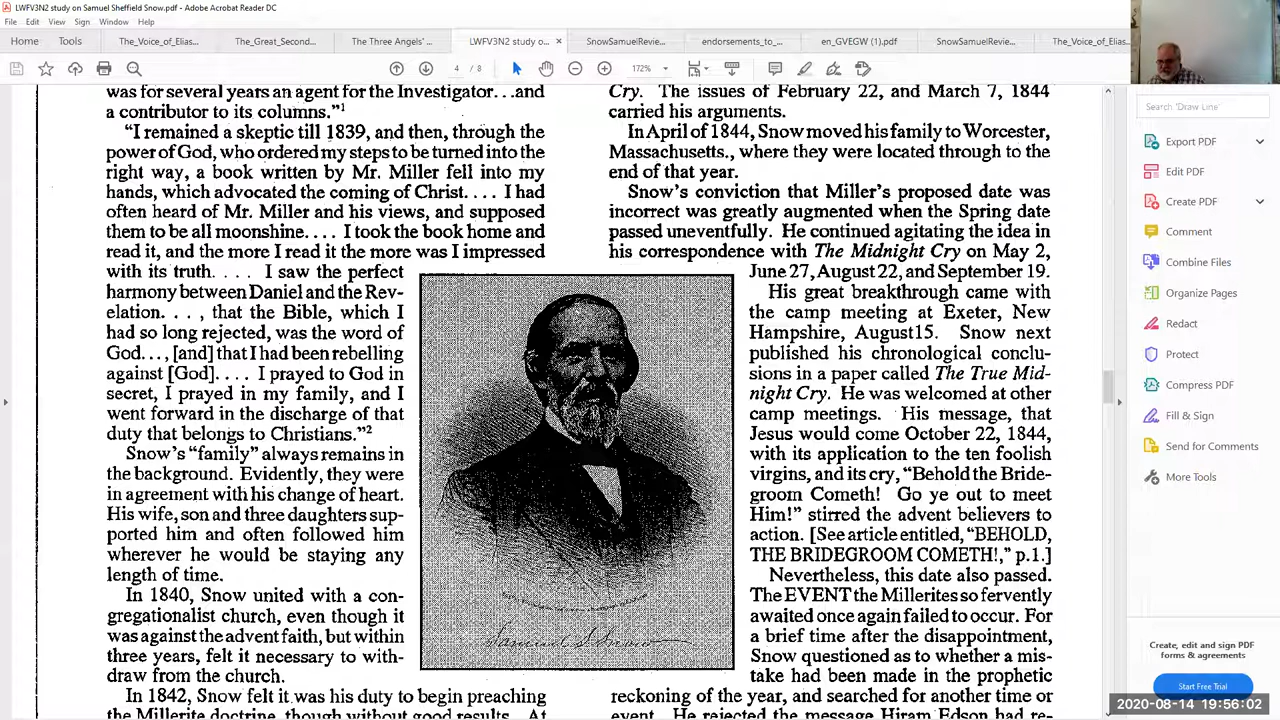 LWFV3N2 study on Samuel Sheffield Snow.pdf - Adobe Acrobat Reader DC
File Edit View Sign Window Help
Home Tools The_Voice_of_Elias... The_Great_Second... The Three Angels' ... LWFV3N2 study o... SnowSamuelRevie... endorsements_to_... en_GVEGW (1).pdf SnowSamuelRevie... The_Voice_of_Elias
4 / 8 172%
was for several years an agent for the Investigator...and
a contributor to its columns."1
"I remained a skeptic till 1839, and then, through the
power of God, who ordered my steps to be turned into the
right way, a book written by Mr. Miller fell into my
hands, which advocated the coming of Christ.... I had
often heard of Mr. Miller and his views, and supposed
them to be all moonshine.... I took the book home and
read it, and the more I read it the more was I impressed
with its truth.... I saw the perfect
harmony between Daniel and the Rev-
elation...., that the Bible, which I
had so long rejected, was the word of
God..., [and] that I had been rebelling
against [God].... I prayed to God in
secret, I prayed in my family, and I
went forward in the discharge of that
duty that belongs to Christians."2
Snow's "family" always remains in
the background. Evidently, they were
in agreement with his change of heart.
His wife, son and three daughters sup-
ported him and often followed him
wherever he would be staying any
length of time.
In 1840, Snow united with a con-
gregationalist church, even though it
was against the advent faith, but within
three years, felt it necessary to with-
draw from the church.
In 1842, Snow felt it was his duty to begin preaching
the Millerite doctrine, though without good results. At
Cry. The issues of February 22, and March 7, 1844
carried his arguments.
In April of 1844, Snow moved his family to Worcester,
Massachusetts., where they were located through to the
end of that year.
Snow's conviction that Miller's proposed date was
incorrect was greatly augmented when the Spring date
passed uneventfully. He continued agitating the idea in
his correspondence with The Midnight Cry on May 2,
June 27, August 22, and September 19.
His great breakthrough came with
the camp meeting at Exeter, New
Hampshire, August15. Snow next
published his chronological conclu-
sions in a paper called The True Mid-
night Cry. He was welcomed at other
camp meetings. His message, that
Jesus would come October 22, 1844,
with its application to the ten foolish
virgins, and its cry, "Behold the Bride-
groom Cometh! Go ye out to meet
Him!" stirred the advent believers to
action. [See article entitled, "BEHOLD,
THE BRIDEGROOM COMETH!," p.1.]
Nevertheless, this date also passed.
The EVENT the Millerites so fervently
awaited once again failed to occur. For
a brief time after the disappointment,
Snow questioned as to whether a mis-
take had been made in the prophetic
reckoning of the year, and searched for another time or
event. He rejected the message Hiram Edson had re-
Samuel S. Snow
Search 'Draw Line'
Export PDF
Edit PDF
Create PDF
Comment
Combine Files
Organize Pages
Redact
Protect
Compress PDF
Fill & Sign
Send for Comments
More Tools
Create, edit and sign PDF
forms & agreements
Start Free Trial
2020-08-14 19:56:02